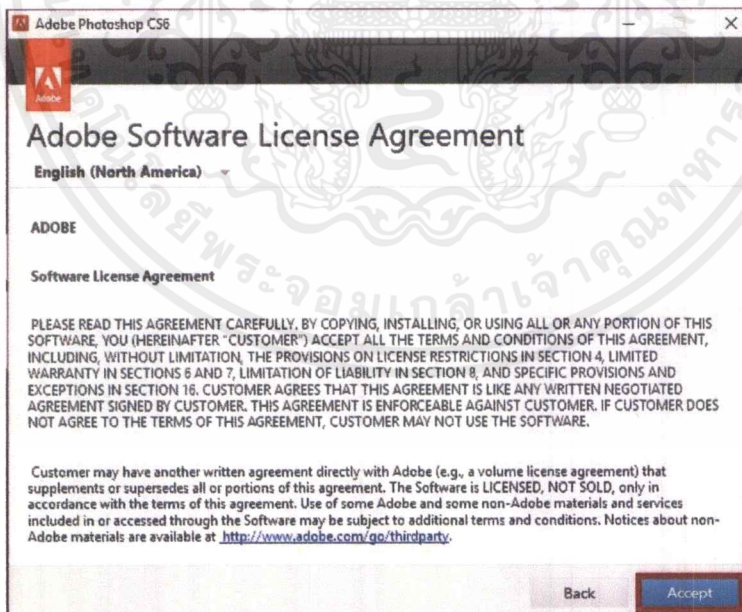 Adobe Photoshop CS6
Adobe
Adobe Software License Agreement
English (North America)
ADOBE
Software License Agreement
PLEASE READ THIS AGREEMENT CAREFULLY. BY COPYING, INSTALLING, OR USING ALL OR ANY PORTION OF THIS
SOFTWARE, YOU (HEREINAFTER "CUSTOMER") ACCEPT ALL THE TERMS AND CONDITIONS OF THIS AGREEMENT,
INCLUDING, WITHOUT LIMITATION, THE PROVISIONS ON LICENSE RESTRICTIONS IN SECTION 4, LIMITED
WARRANTY IN SECTIONS 6 AND 7, LIMITATION OF LIABILITY IN SECTION 8, AND SPECIFIC PROVISIONS AND
EXCEPTIONS IN SECTION 16. CUSTOMER AGREES THAT THIS AGREEMENT IS LIKE ANY WRITTEN NEGOTIATED
AGREEMENT SIGNED BY CUSTOMER. THIS AGREEMENT IS ENFORCEABLE AGAINST CUSTOMER. IF CUSTOMER DOES
NOT AGREE TO THE TERMS OF THIS AGREEMENT, CUSTOMER MAY NOT USE THE SOFTWARE.
Customer may have another written agreement directly with Adobe (e.g., a volume license agreement) that
supplements or supersedes all or portions of this agreement. The Software is LICENSED, NOT SOLD, only in
accordance with the terms of this agreement. Use of some Adobe and some non-Adobe materials and services
included in or accessed through the Software may be subject to additional terms and conditions. Notices about non-
Adobe materials are available at http://www.adobe.com/go/thirdparty.
Back Accept